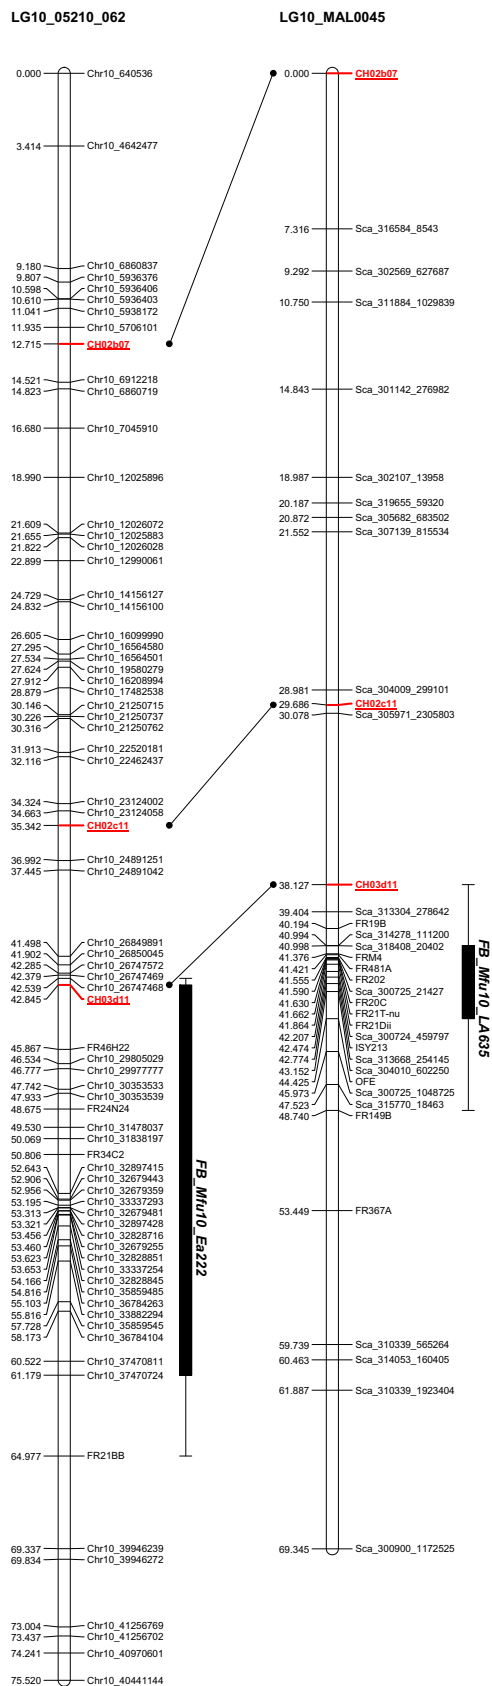 LG10_05210_062
0.000 Chr10_640536
3.414 Chr10_4642477
9.180 Chr10_6860837
9.807 Chr10_5936376
10.598 Chr10_5936406
10.610 Chr10_5936403
11.041 Chr10_5938172
11.935 Chr10_5706101
12.715 CH02b07
14.521 Chr10_6912218
14.823 Chr10_6860719
16.680 Chr10_7045910
18.990 Chr10_12025896
21.609 Chr10_12026072
21.655 Chr10_12025883
21.822 Chr10_12026028
22.899 Chr10_12990061
24.729 Chr10_14156127
24.832 Chr10_14156100
26.605 Chr10_16099990
27.295 Chr10_16564580
27.534 Chr10_16564501
27.624 Chr10_19580279
27.912 Chr10_16208994
28.879 Chr10_17482538
30.146 Chr10_21250715
30.226 Chr10_21250737
30.316 Chr10_21250762
31.913 Chr10_22520181
32.116 Chr10_22462437
34.324 Chr10_23124002
34.663 Chr10_23124058
35.342 CH02c11
36.992 Chr10_24891251
37.445 Chr10_24891042
41.498 Chr10_26849891
41.902 Chr10_26850045
42.285 Chr10_26747572
42.379 Chr10_26747469
42.539 Chr10_26747468
42.845 CH03d11
45.867 FR46H22
46.534 Chr10_29805029
46.777 Chr10_29977777
47.742 Chr10_30353533
47.933 Chr10_30353539
48.675 FR24N24
49.530 Chr10_31478037
50.069 Chr10_31838197
50.806 FR34C2
52.643 Chr10_32897415
52.906 Chr10_32679443
52.956 Chr10_32679359
53.195 Chr10_33337293
53.313 Chr10_32679481
53.321 Chr10_32897428
53.456 Chr10_32828716
53.460 Chr10_32679255
53.623 Chr10_32828851
53.653 Chr10_33337254
54.166 Chr10_32828845
54.816 Chr10_35859485
55.103 Chr10_36784263
55.816 Chr10_33882294
57.728 Chr10_35859545
58.173 Chr10_36784104
60.522 Chr10_37470811
61.179 Chr10_37470724
64.977 FR21BB
69.337 Chr10_39946239
69.834 Chr10_39946272
73.004 Chr10_41256769
73.437 Chr10_41256702
74.241 Chr10_40970601
75.520 Chr10_40441144
FB_Mfu10_Ea222
LG10_MAL0045
0.000 CH02b07
7.316 Sca_316584_8543
9.292 Sca_302569_627687
10.750 Sca_311884_1029839
14.843 Sca_301142_276982
18.987 Sca_302107_13958
20.187 Sca_319655_59320
20.872 Sca_305682_683502
21.552 Sca_307139_815534
28.981 Sca_304009_299101
29.686 CH02c11
30.078 Sca_305971_2305803
38.127 CH03d11
39.404 Sca_313304_278642
40.194 FR19B
40.994 Sca_314278_111200
40.998 Sca_318408_20402
41.376 FRM4
41.421 FR481A
41.555 FR202
41.590 Sca_300725_21427
41.630 FR20C
41.662 FR21T-nu
41.864 FR21Dii
42.207 Sca_300724_459797
42.474 ISY213
42.774 Sca_313668_254145
43.152 Sca_304010_602250
44.425 OFE
45.973 Sca_300725_1048725
47.523 Sca_315770_18463
48.740 FR149B
53.449 FR367A
59.739 Sca_310339_565264
60.463 Sca_314053_160405
61.887 Sca_310339_1923404
69.345 Sca_300900_1172525
FB_Mfu10_LA635